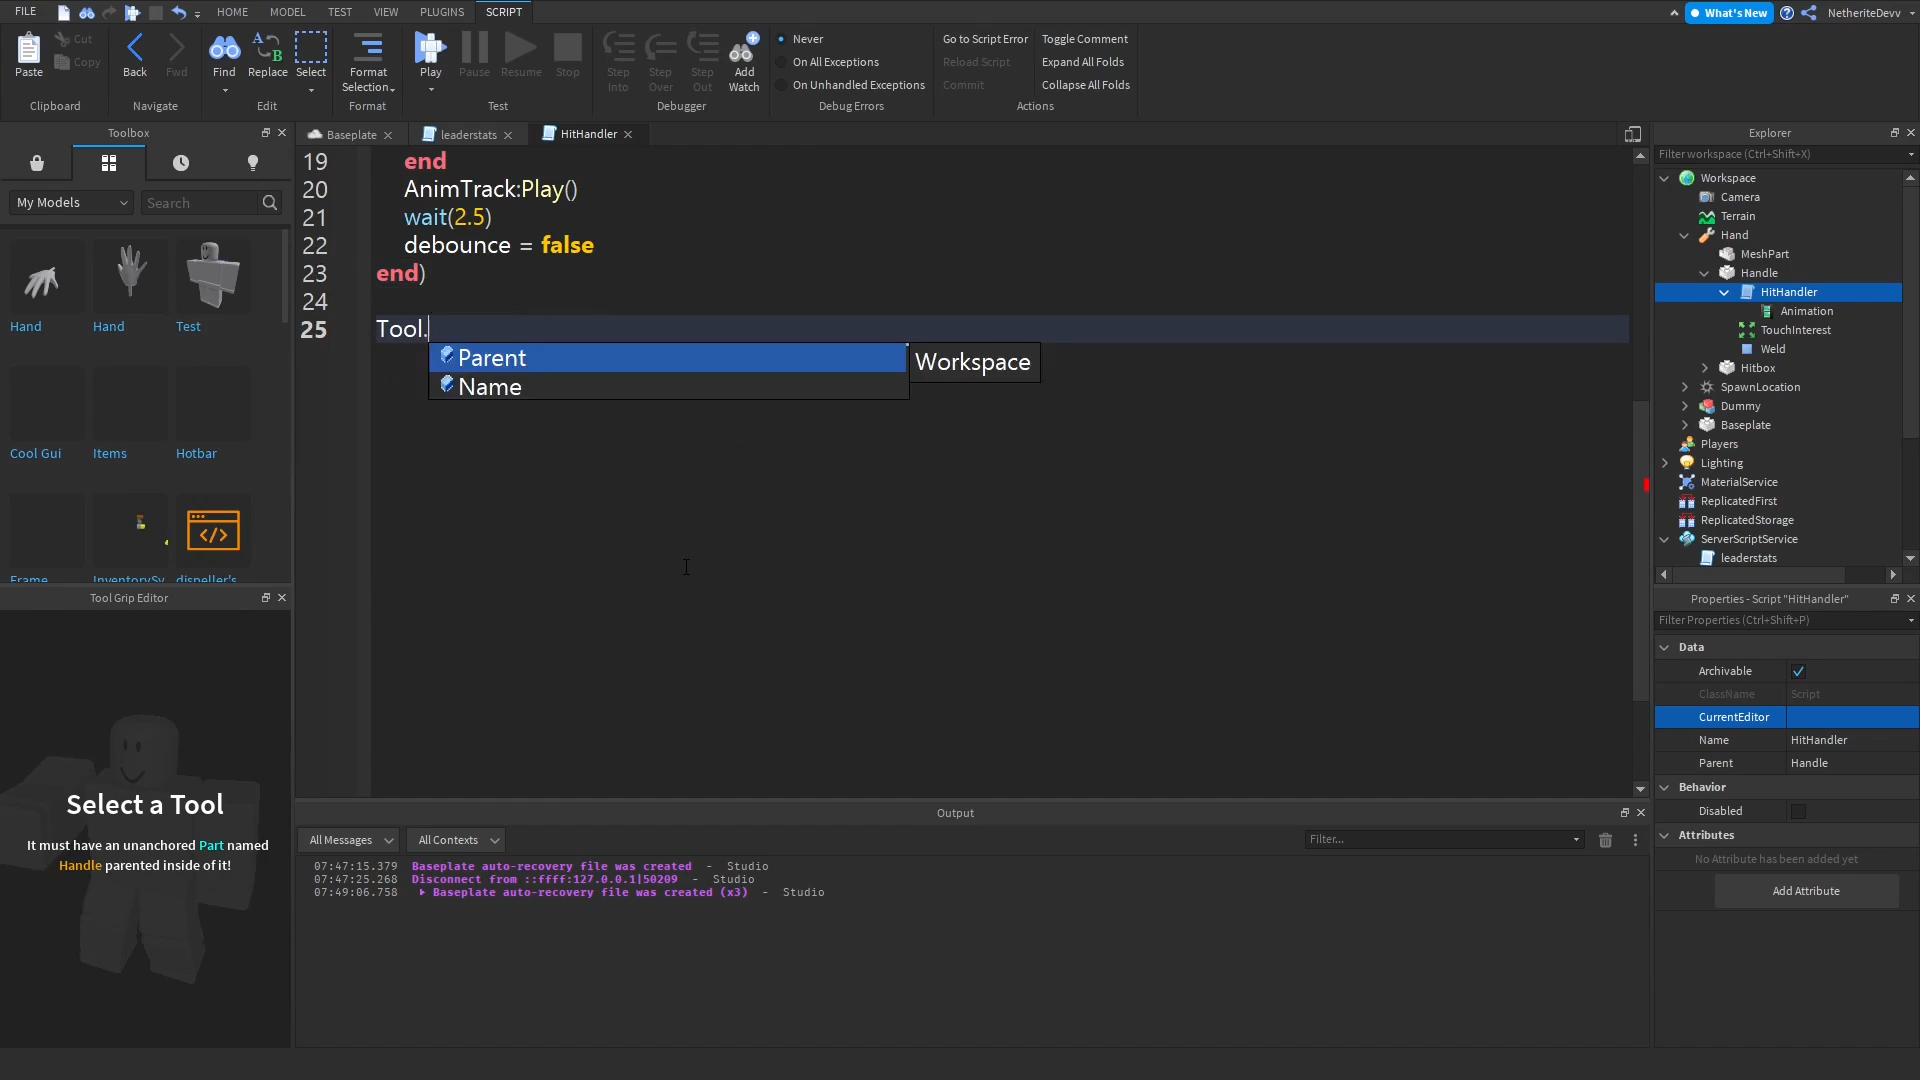 FILE HOME MODEL TEST VIEW PLUGINS SCRIPT What's New NetheriteDevv
Paste Cut Copy Back Fwd Find Replace Select Format Selection Play Pause Resume Stop Step Into Step Over Step Out Add Watch
Never
On All Exceptions
On Unhandled Exceptions
Go to Script Error Toggle Comment
Reload Script Expand All Folds
Commit Collapse All Folds
Clipboard Navigate Edit Format Test Debugger Debug Errors Actions
Toolbox
My Models Search
Hand Hand Test
Cool Gui Items Hotbar
Frame InventorySy dispeller's
Tool Grip Editor
Select a Tool
It must have an unanchored Part named
Handle parented inside of it!
Baseplate leaderstats HitHandler
19 end
20 AnimTrack:Play()
21 wait(2.5)
22 debounce = false
23 end)
24
25 Tool.
Parent Workspace
Name
Output
All Messages All Contexts Filter...
07:47:15.379 Baseplate auto-recovery file was created - Studio
07:47:25.268 Disconnect from ::ffff:127.0.0.1|50209 - Studio
07:49:06.758 Baseplate auto-recovery file was created (x3) - Studio
Explorer
Filter workspace (Ctrl+Shift+X)
Workspace
Camera
Terrain
Hand
MeshPart
Handle
HitHandler
Animation
TouchInterest
Weld
Hitbox
SpawnLocation
Dummy
Baseplate
Players
Lighting
MaterialService
ReplicatedFirst
ReplicatedStorage
ServerScriptService
leaderstats
Properties - Script "HitHandler"
Filter Properties (Ctrl+Shift+P)
Data
Archivable
ClassName Script
CurrentEditor
Name HitHandler
Parent Handle
Behavior
Disabled
Attributes
No Attribute has been added yet
Add Attribute